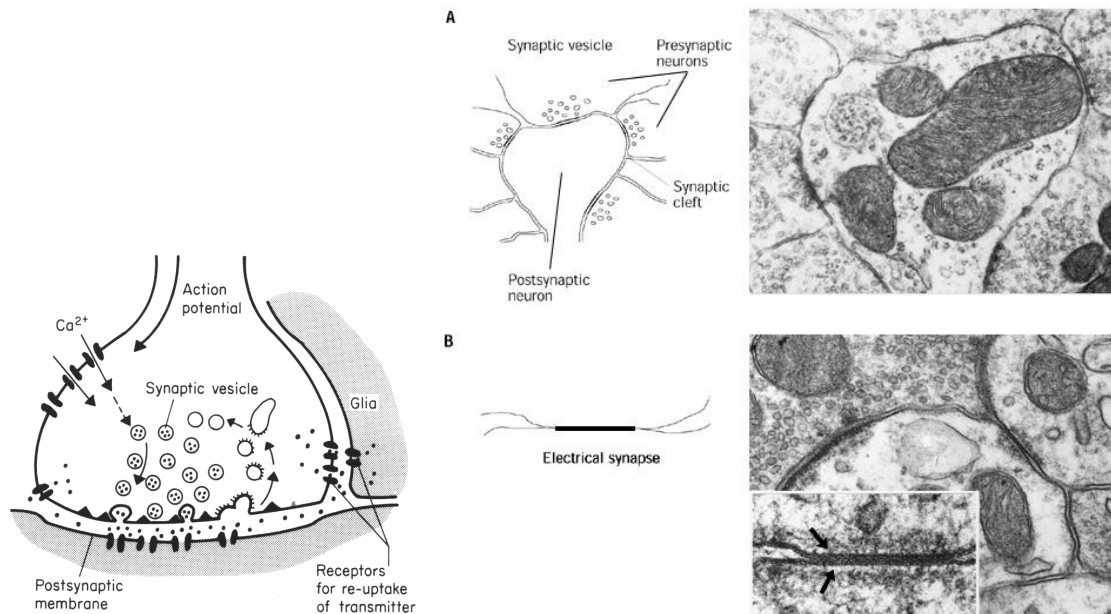 Action
potential
Ca2+
Synaptic vesicle
Glia
Postsynaptic
membrane
Receptors
for re-uptake
of transmitter
A
Synaptic vesicle
Presynaptic
neurons
Synaptic
cleft
Postsynaptic
neuron
B
Electrical synapse